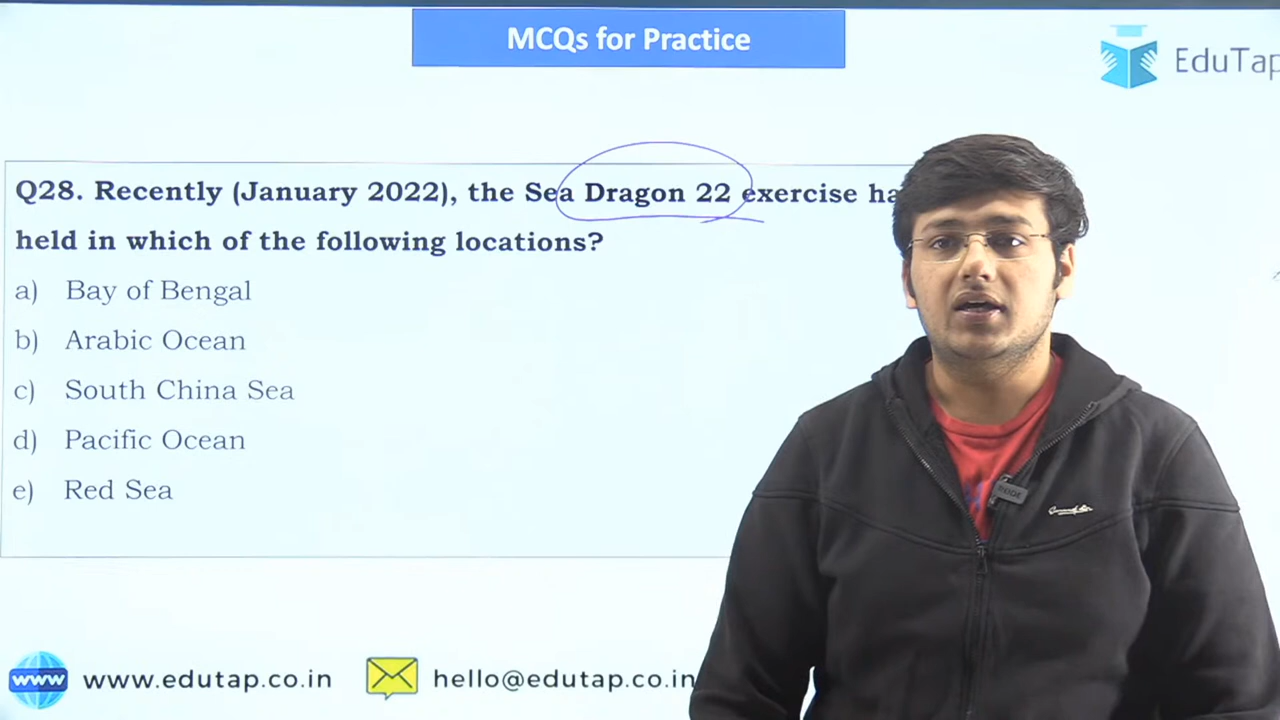 MCQs for Practice
EduTap
Q28. Recently (January 2022), the Sea Dragon 22 exercise ha
held in which of the following locations?
a) Bay of Bengal
b) Arabic Ocean
c) South China Sea
d) Pacific Ocean
e) Red Sea
www
www.edutap.co.in
hello@edutap.co.in